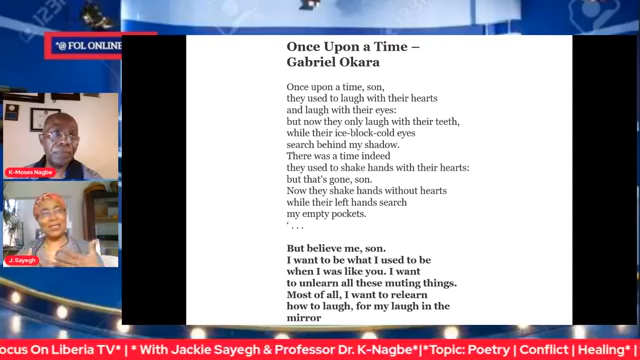 "@ FOL ONLINE
Once Upon a Time –
Gabriel Okara
Once upon a time, son,
they used to laugh with their hearts
and laugh with their eyes:
but now they only laugh with their teeth,
while their ice-block-cold eyes
search behind my shadow.
There was a time indeed
they used to shake hands with their hearts:
but that's gone, son.
Now they shake hands without hearts
while their left hands search
my empty pockets.
‘ . . .
But believe me, son.
I want to be what I used to be
when I was like you. I want
to unlearn all these muting things.
Most of all, I want to relearn
how to laugh, for my laugh in the
mirror
K-Moses Nagbe
J. Sayegh
ocus On Liberia TV* | * With Jackie Sayegh & Professor Dr. K-Nagbe*|*Topic: Poetry | Conflict | Healing* |